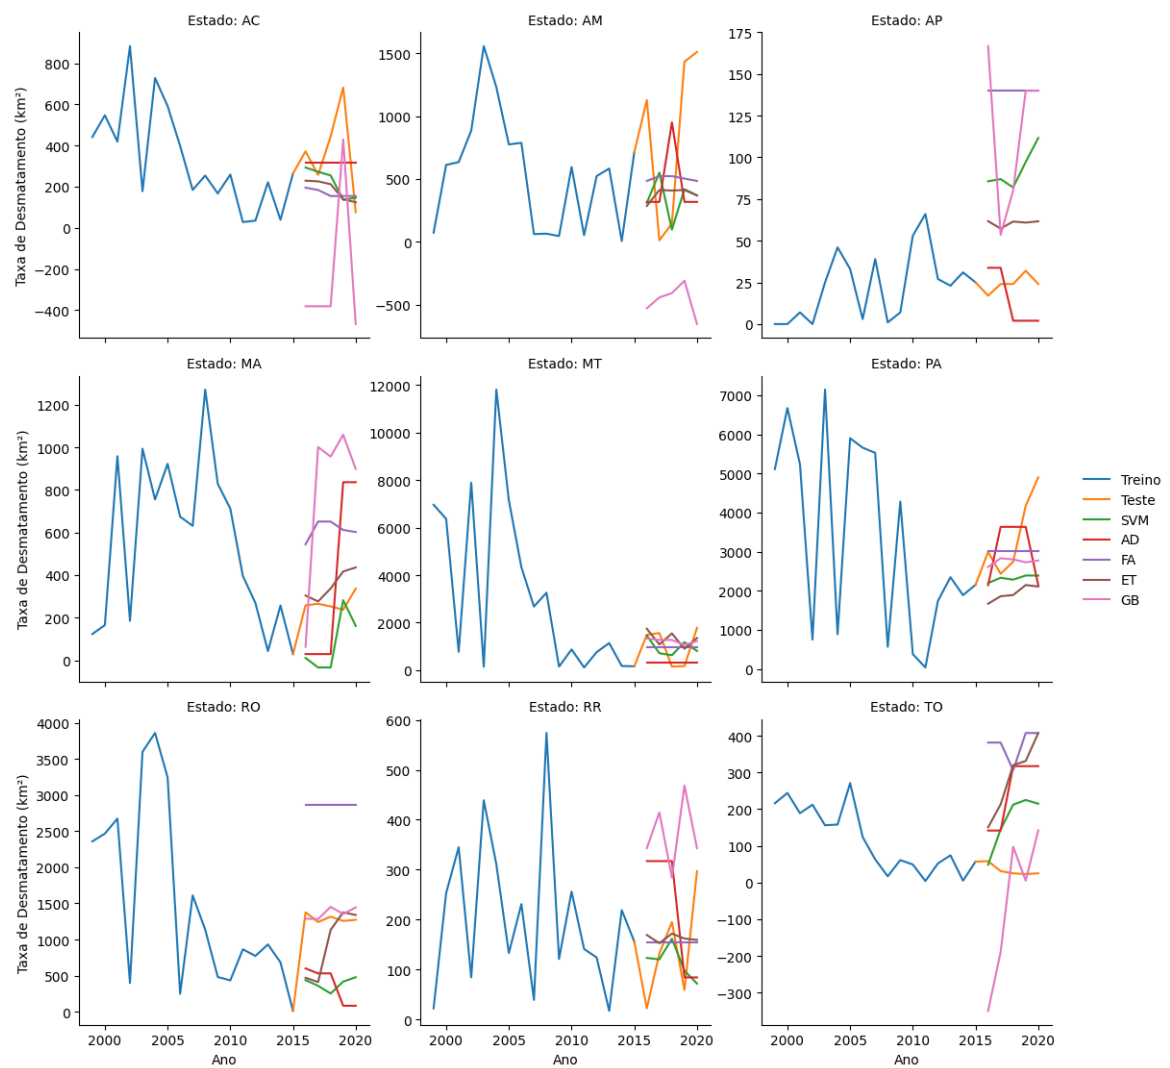 Estado: AC
Estado: AM
Estado: AP
Taxa de Desmatamento (km²)
800
600
400
200
0
−200
−400
1500
1000
500
0
−500
175
150
125
100
75
50
25
0
Estado: MA
Estado: MT
Estado: PA
Taxa de Desmatamento (km²)
1200
1000
800
600
400
200
0
12000
10000
8000
6000
4000
2000
0
7000
6000
5000
4000
3000
2000
1000
0
Treino
Teste
SVM
AD
FA
ET
GB
Estado: RO
Estado: RR
Estado: TO
Taxa de Desmatamento (km²)
4000
3500
3000
2500
2000
1500
1000
500
0
600
500
400
300
200
100
0
400
300
200
100
0
−100
−200
−300
2000 2005 2010 2015 2020
2000 2005 2010 2015 2020
2000 2005 2010 2015 2020
Ano
Ano
Ano